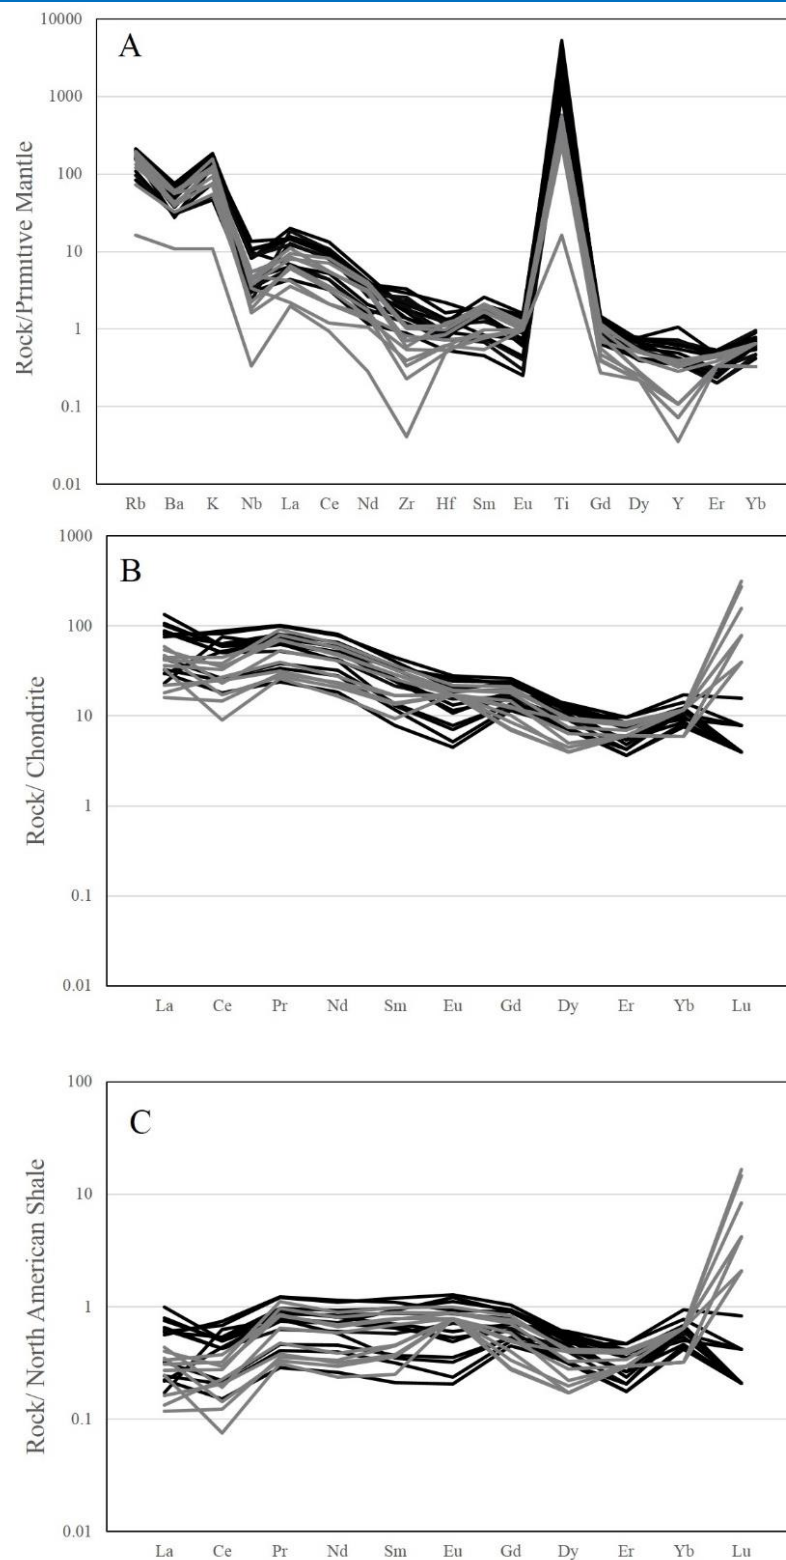 A
10000
1000
100
10
1
0.1
0.01
Rock/Primitive Mantle
Rb Ba K Nb La Ce Nd Zr Hf Sm Eu Ti Gd Dy Y Er Yb
B
1000
100
10
1
0.1
0.01
Rock/ Chondrite
La Ce Pr Nd Sm Eu Gd Dy Er Yb Lu
C
100
10
1
0.1
0.01
Rock/ North American Shale
La Ce Pr Nd Sm Eu Gd Dy Er Yb Lu